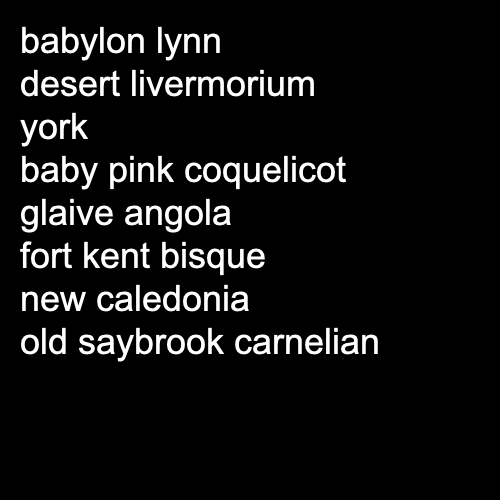 babylon lynn
desert livermorium
york
baby pink coquelicot
glaive angola
fort kent bisque
new caledonia
old saybrook carnelian